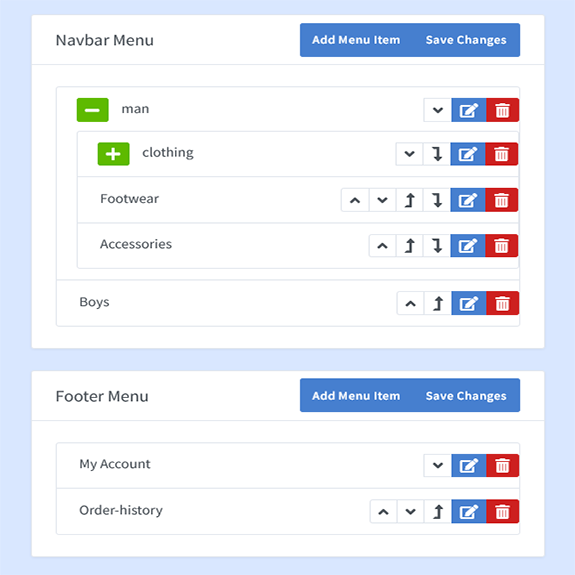 Navbar Menu
Add Menu Item
Save Changes
man
clothing
Footwear
Accessories
Boys
Footer Menu
Add Menu Item
Save Changes
My Account
Order-history